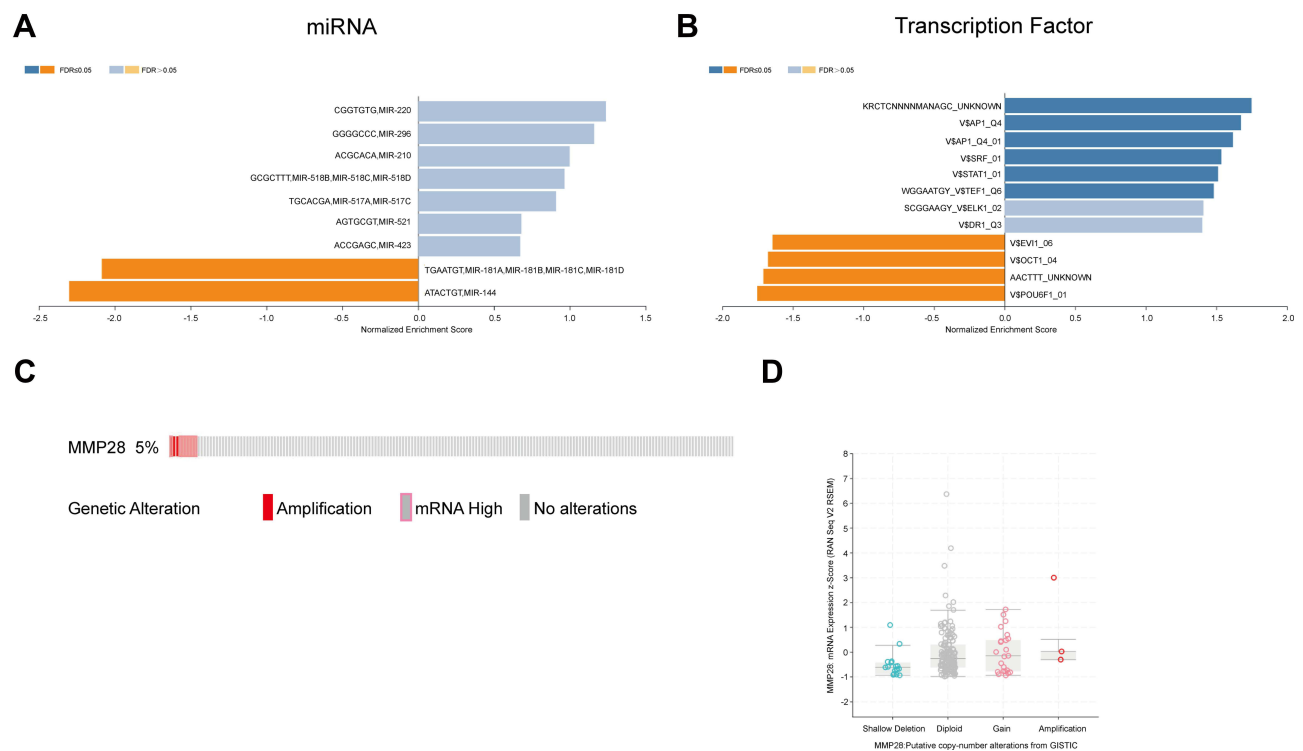 A
miRNA
FDR≤0.05
FDR>0.05
CGGTGTG,MIR-220
GGGGCCC,MIR-296
ACGCACA,MIR-210
GCGCTTT,MIR-518B,MIR-518C,MIR-518D
TGCACGA,MIR-517A,MIR-517C
AGTGCGT,MIR-521
ACCGAGC,MIR-423
TGAATGT,MIR-181A,MIR-181B,MIR-181C,MIR-181D
ATACTGT,MIR-144
-2.5 -2.0 -1.5 -1.0 -0.5 0.0 0.5 1.0 1.5
Normalized Enrichment Score
B
Transcription Factor
FDR≤0.05
FDR>0.05
KRCTCNNNNMANAGC_UNKNOWN
V$AP1_Q4
V$AP1_Q4_01
V$SRF_01
V$STAT1_01
WGGAATGY_V$TEF1_Q6
SCGGAAGY_V$ELK1_02
V$DR1_Q3
V$EVI1_06
V$OCT1_04
AACTTT_UNKNOWN
V$POU6F1_01
-2.0 -1.5 -1.0 -0.5 0.0 0.5 1.0 1.5 2.0
Normalized Enrichment Score
C
MMP28 5%
Genetic Alteration Amplification mRNA High No alterations
D
MMP28: mRNA Expression z-Score (RAN Seq V2 RSEM)
8
7
6
5
4
3
2
1
0
-1
-2
Shallow Deletion Diploid Gain Amplification
MMP28:Putative copy-number alterations from GISTIC